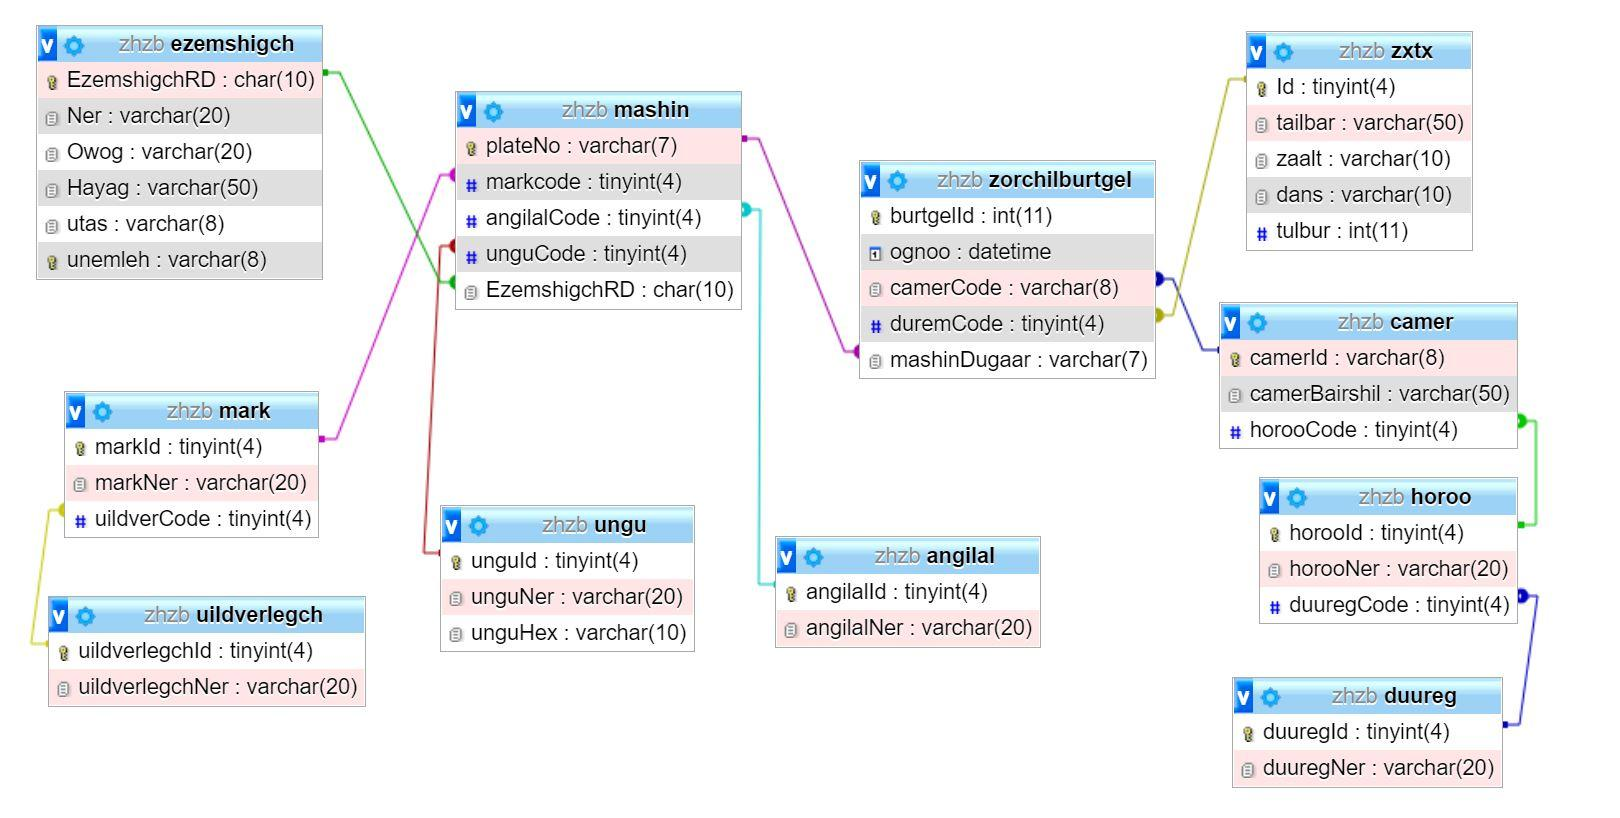 v zhzb ezemshigch
EzemshigchRD : char(10)
Ner : varchar(20)
Owog : varchar(20)
Hayag : varchar(50)
utas : varchar(8)
unemleh : varchar(8)
v zhzb mashin
plateNo : varchar(7)
# markcode : tinyint(4)
# angilalCode : tinyint(4)
# unguCode : tinyint(4)
EzemshigchRD : char(10)
v zhzb zorchilburtgel
burtgelId : int(11)
ognoo : datetime
camerCode : varchar(8)
# duremCode : tinyint(4)
mashinDugaar : varchar(7)
v zhzb zxtx
Id : tinyint(4)
tailbar : varchar(50)
zaalt : varchar(10)
dans : varchar(10)
# tulbur : int(11)
v zhzb camer
camerId : varchar(8)
camerBairshil : varchar(50)
# horooCode : tinyint(4)
v zhzb mark
markId : tinyint(4)
markNer : varchar(20)
# uildverCode : tinyint(4)
v zhzb ungu
unguId : tinyint(4)
unguNer : varchar(20)
unguHex : varchar(10)
v zhzb angilal
angilalId : tinyint(4)
angilalNer : varchar(20)
v zhzb horoo
horooId : tinyint(4)
horooNer : varchar(20)
# duuregCode : tinyint(4)
v zhzb uildverlegch
uildverlegchId : tinyint(4)
uildverlegchNer : varchar(20)
v zhzb duureg
duuregId : tinyint(4)
duuregNer : varchar(20)